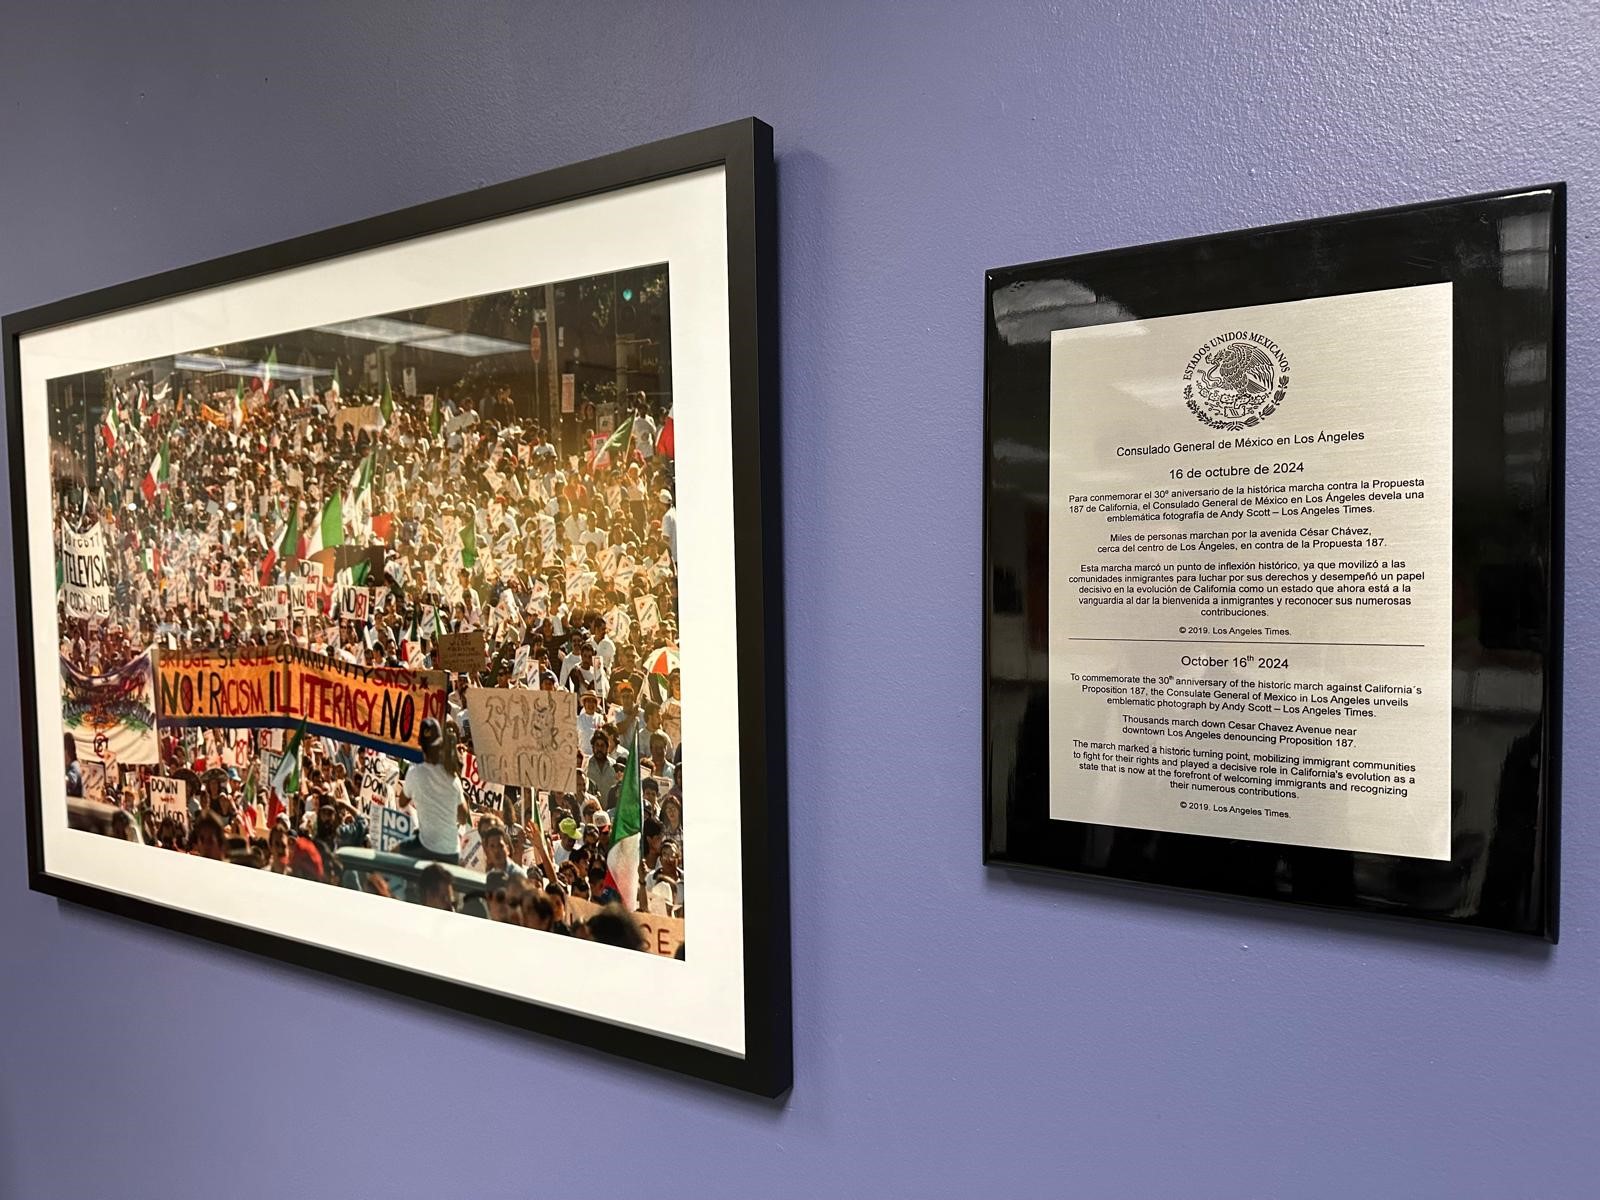 BOYCOTT
TELEVISA
COCA COLA
COMMUNITY SAYS:
NO! RACISM, ILLITERACY, NO
NO
187
DOWN
WITH
WILSON
NO
RACISM
ESTADOS UNIDOS MEXICANOS
Consulado General de México en Los Ángeles
16 de octubre de 2024
Para conmemorar el 30º aniversario de la histórica marcha contra la Propuesta
187 de California, el Consulado General de México en Los Ángeles devela una
emblemática fotografía de Andy Scott – Los Angeles Times.
Miles de personas marchan por la avenida César Chávez,
cerca del centro de Los Ángeles, en contra de la Propuesta 187.
Esta marcha marcó un punto de inflexión histórico, ya que movilizó a las
comunidades inmigrantes para luchar por sus derechos y desempeñó un papel
decisivo en la evolución de California como un estado que ahora está a la
vanguardia al dar la bienvenida a inmigrantes y reconocer sus numerosas
contribuciones.
© 2019. Los Angeles Times.
October 16th 2024
To commemorate the 30th anniversary of the historic march against California´s
Proposition 187, the Consulate General of Mexico in Los Angeles unveils
emblematic photograph by Andy Scott – Los Angeles Times.
Thousands march down Cesar Chavez Avenue near
downtown Los Angeles denouncing Proposition 187.
The march marked a historic turning point, mobilizing immigrant communities
to fight for their rights and played a decisive role in California's evolution as a
state that is now at the forefront of welcoming immigrants and recognizing
their numerous contributions.
© 2019. Los Angeles Times.